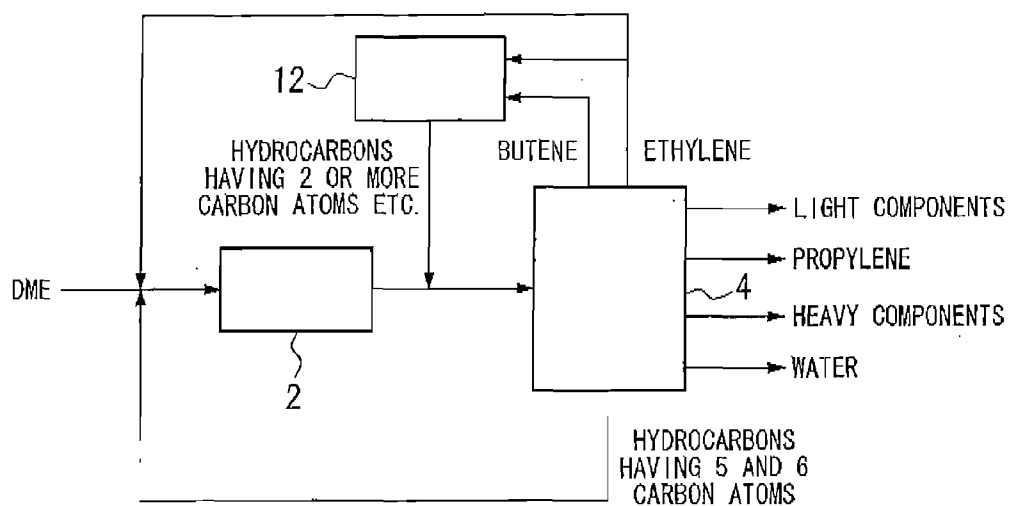 12
HYDROCARBONS
HAVING 2 OR MORE
CARBON ATOMS ETC.
BUTENE
ETHYLENE
LIGHT COMPONENTS
PROPYLENE
4
HEAVY COMPONENTS
WATER
DME
2
HYDROCARBONS
HAVING 5 AND 6
CARBON ATOMS